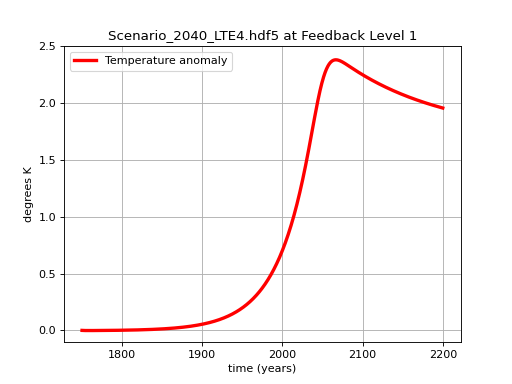 Scenario_2040_LTE4.hdf5 at Feedback Level 1
2.5
Temperature anomaly
2.0
1.5
degrees K
1.0
0.5
0.0
1800 1900 2000 2100 2200
time (years)